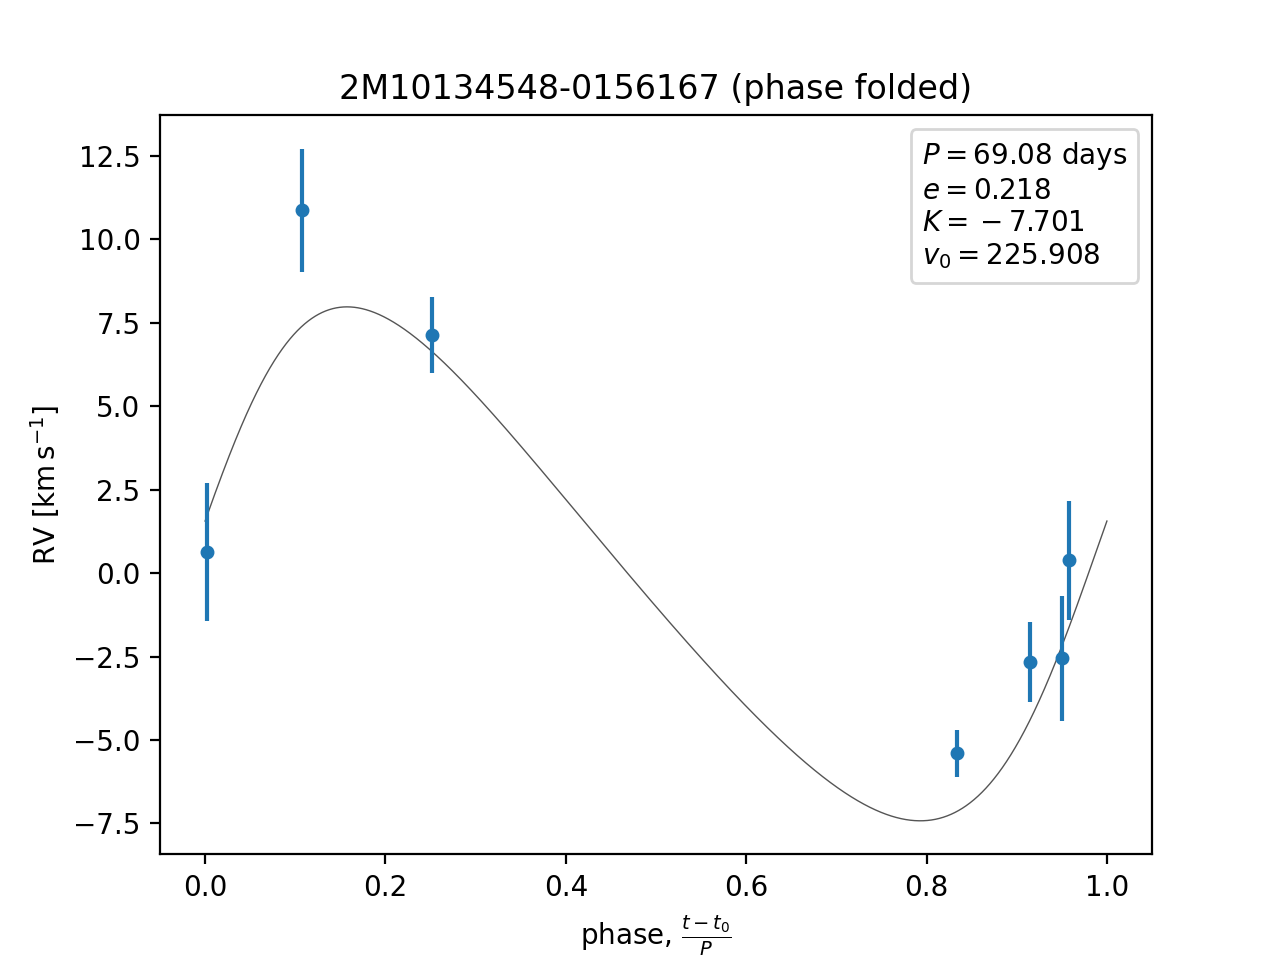 2M10134548-0156167 (phase folded)
P = 69.08 days
e = 0.218
K = −7.701
v₀ = 225.908
12.5
10.0
7.5
5.0
2.5
0.0
−2.5
−5.0
−7.5
RV [km s⁻¹]
0.0 0.2 0.4 0.6 0.8 1.0
phase, (t − t₀)/P